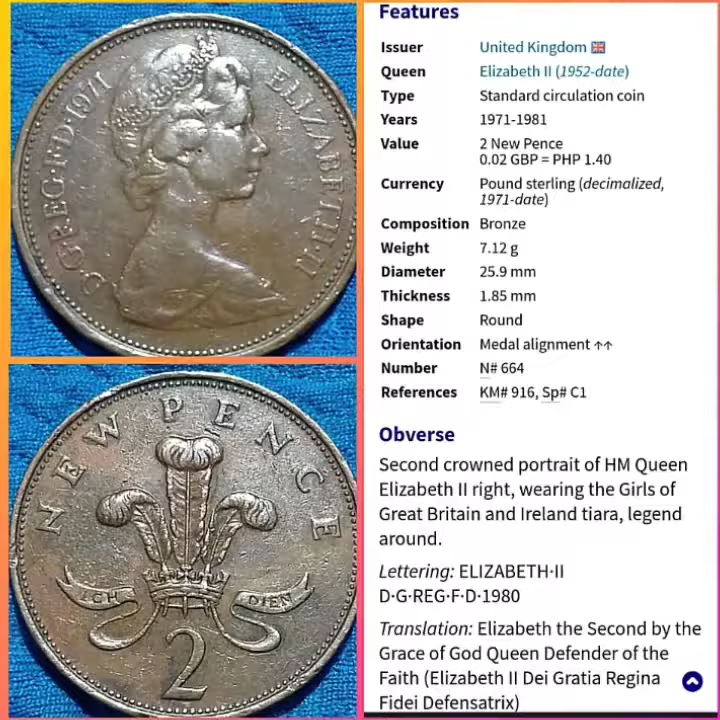 D·G·REG·F·D·1971
ELIZABETH·II
NEW PENCE
ICH DIEN
2
Features
Issuer United Kingdom
Queen Elizabeth II (1952-date)
Type Standard circulation coin
Years 1971-1981
Value 2 New Pence
0.02 GBP = PHP 1.40
Currency Pound sterling (decimalized,
1971-date)
Composition Bronze
Weight 7.12 g
Diameter 25.9 mm
Thickness 1.85 mm
Shape Round
Orientation Medal alignment ↑↑
Number N# 664
References KM# 916, Sp# C1
Obverse
Second crowned portrait of HM Queen
Elizabeth II right, wearing the Girls of
Great Britain and Ireland tiara, legend
around.
Lettering: ELIZABETH·II
D·G·REG·F·D·1980
Translation: Elizabeth the Second by the
Grace of God Queen Defender of the
Faith (Elizabeth II Dei Gratia Regina
Fidei Defensatrix)